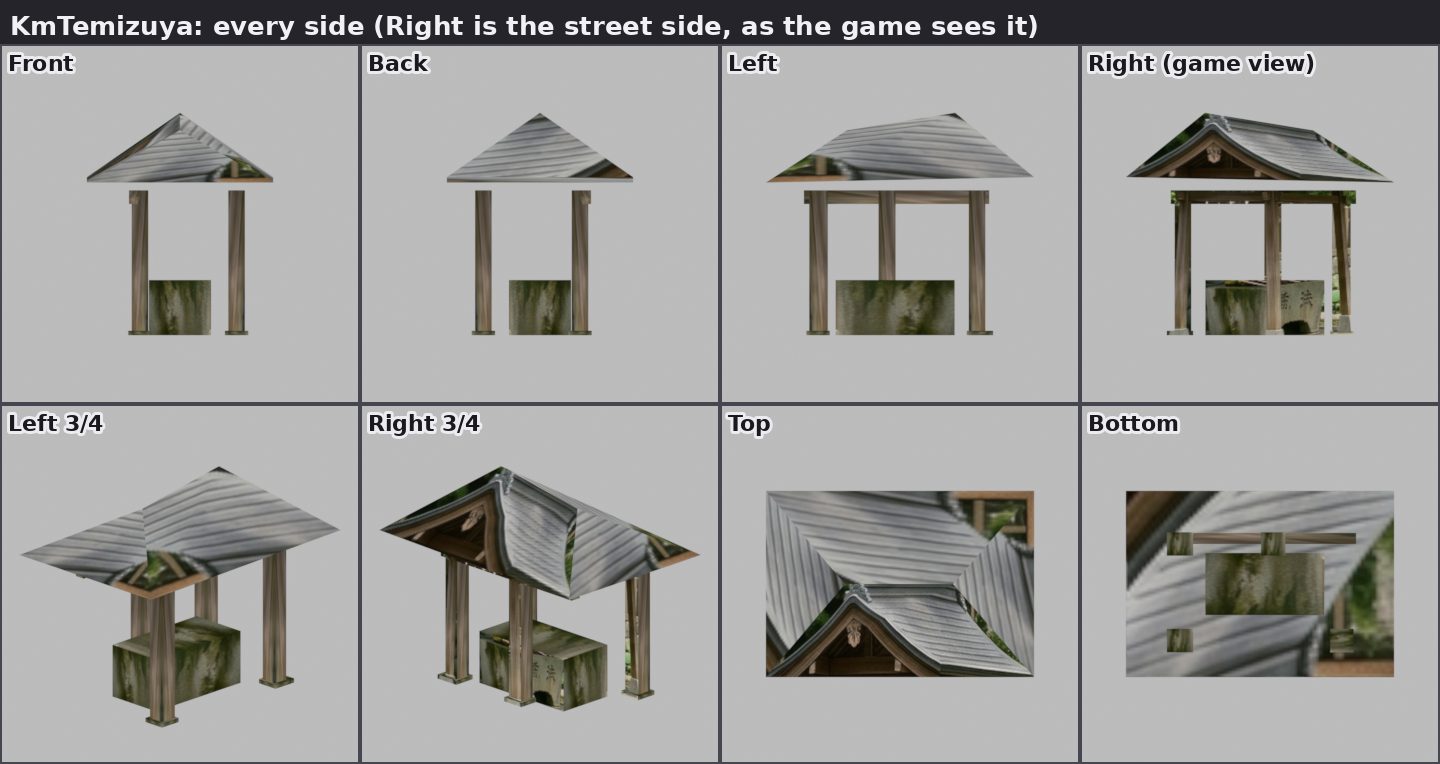 KmTemizuya: every side (Right is the street side, as the game sees it)
Front
Back
Left
Right (game view)
Left 3/4
Right 3/4
Top
Bottom